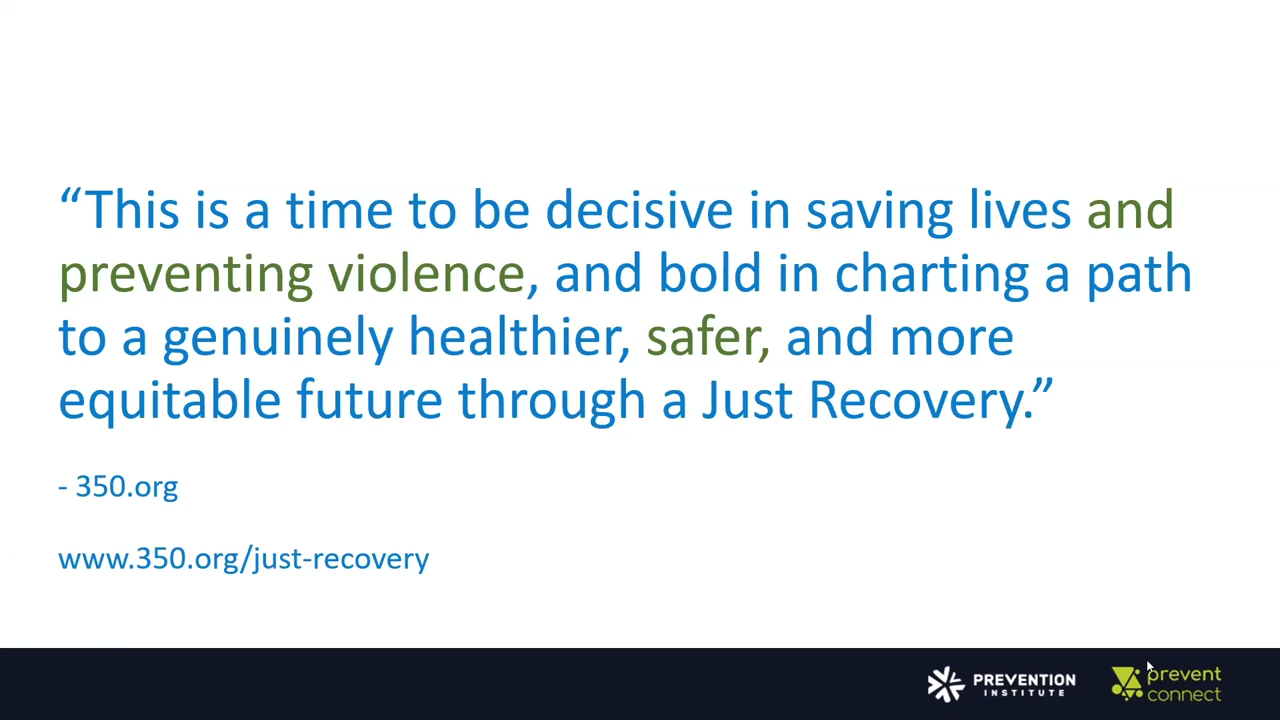 “This is a time to be decisive in saving lives and
preventing violence, and bold in charting a path
to a genuinely healthier, safer, and more
equitable future through a Just Recovery.”
- 350.org
www.350.org/just-recovery
PREVENTION
INSTITUTE
prevent
connect